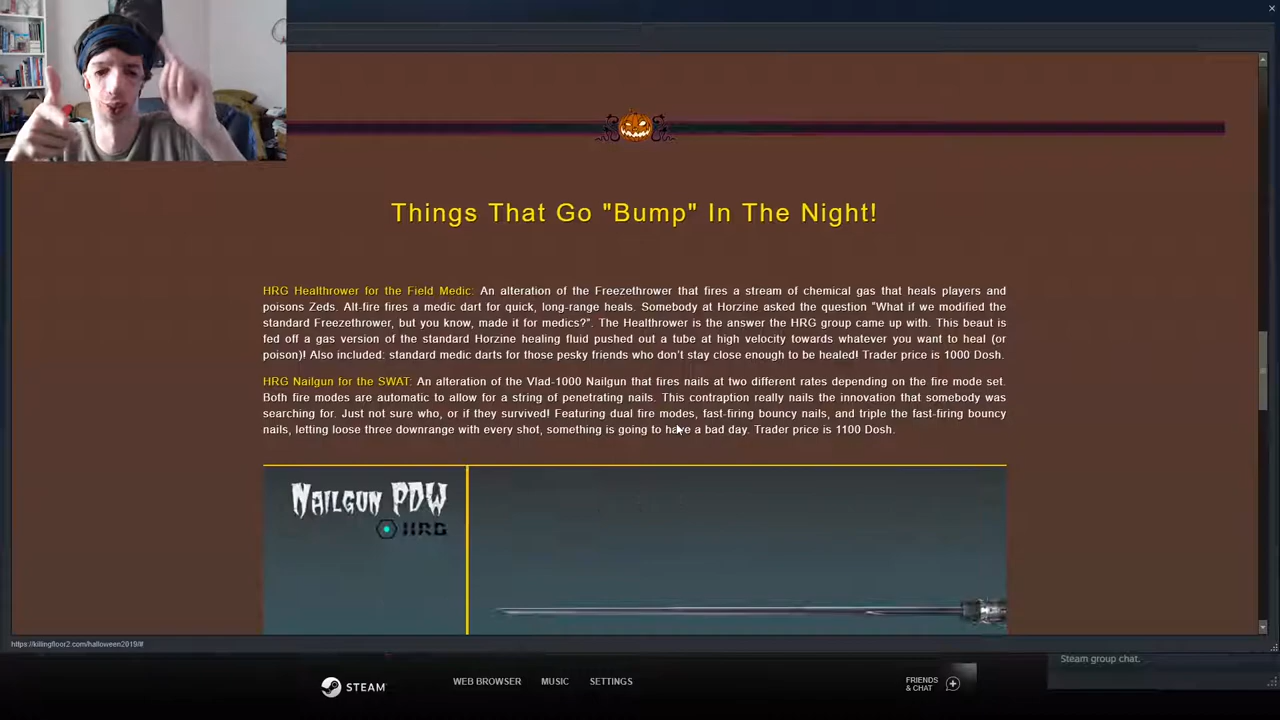 Things That Go "Bump" In The Night!
HRG Healthrower for the Field Medic: An alteration of the Freezethrower that fires a stream of chemical gas that heals players and
poisons Zeds. Alt-fire fires a medic dart for quick, long-range heals. Somebody at Horzine asked the question “What if we modified the
standard Freezethrower, but you know, made it for medics?”. The Healthrower is the answer the HRG group came up with. This beaut is
fed off a gas version of the standard Horzine healing fluid pushed out a tube at high velocity towards whatever you want to heal (or
poison)! Also included: standard medic darts for those pesky friends who don’t stay close enough to be healed! Trader price is 1000 Dosh.
HRG Nailgun for the SWAT: An alteration of the Vlad-1000 Nailgun that fires nails at two different rates depending on the fire mode set.
Both fire modes are automatic to allow for a string of penetrating nails. This contraption really nails the innovation that somebody was
searching for. Just not sure who, or if they survived! Featuring dual fire modes, fast-firing bouncy nails, and triple the fast-firing bouncy
nails, letting loose three downrange with every shot, something is going to have a bad day. Trader price is 1100 Dosh.
NAILGUN PDW
HRG
https://killingfloor2.com/halloween2019/#
Steam group chat.
STEAM
WEB BROWSER
MUSIC
SETTINGS
FRIENDS
& CHAT